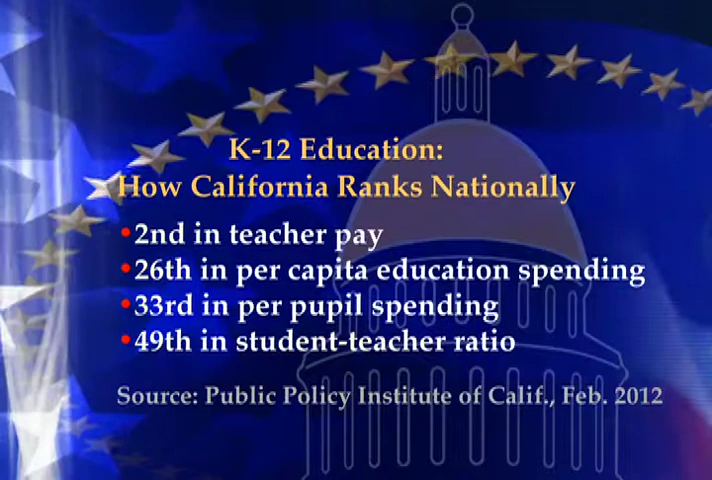 K-12 Education:
How California Ranks Nationally
•2nd in teacher pay
•26th in per capita education spending
•33rd in per pupil spending
•49th in student-teacher ratio
Source: Public Policy Institute of Calif., Feb. 2012